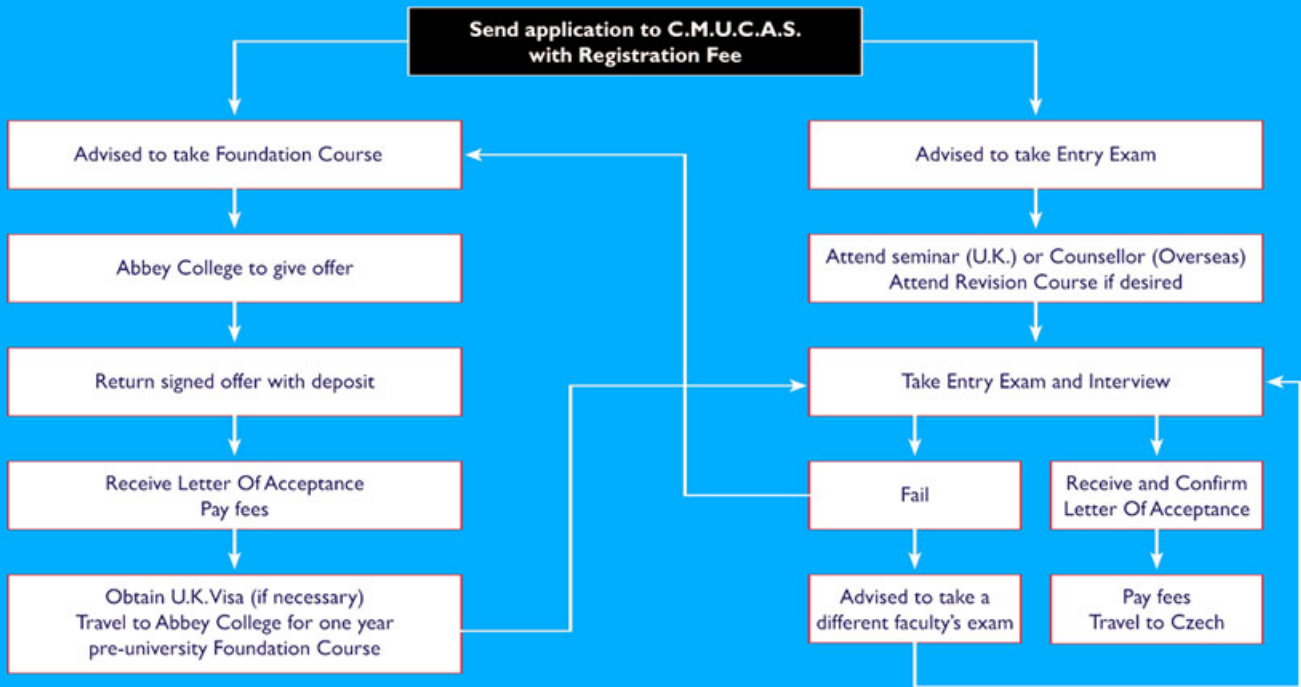 Send application to C.M.U.C.A.S.
with Registration Fee
Advised to take Foundation Course
Abbey College to give offer
Return signed offer with deposit
Receive Letter Of Acceptance
Pay fees
Obtain U.K.Visa (if necessary)
Travel to Abbey College for one year
pre-university Foundation Course
Advised to take Entry Exam
Attend seminar (U.K.) or Counsellor (Overseas)
Attend Revision Course if desired
Take Entry Exam and Interview
Fail
Advised to take a
different faculty's exam
Receive and Confirm
Letter Of Acceptance
Pay fees
Travel to Czech